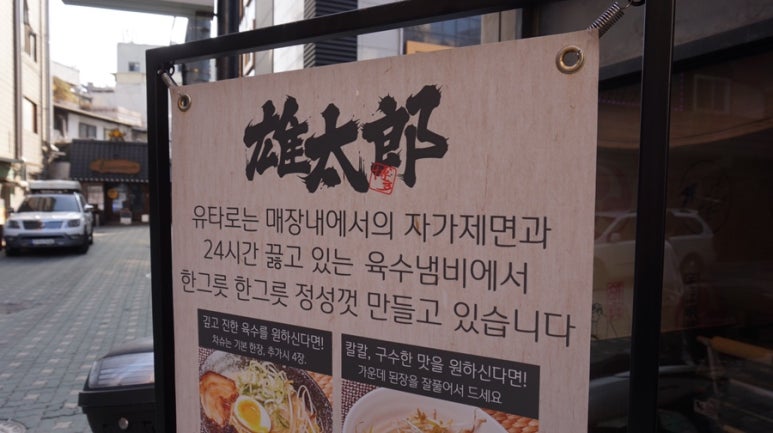 雄太郎
유타로는 매장내에서의 자가제면과
24시간 끓고 있는 육수냄비에서
한그릇 한그릇 정성껏 만들고 있습니다
깊고 진한 육수를 원하신다면!
차슈는 기본 한장, 추가시 4장.
칼칼, 구수한 맛을 원하신다면!
가운데 된장을 잘풀어서 드세요